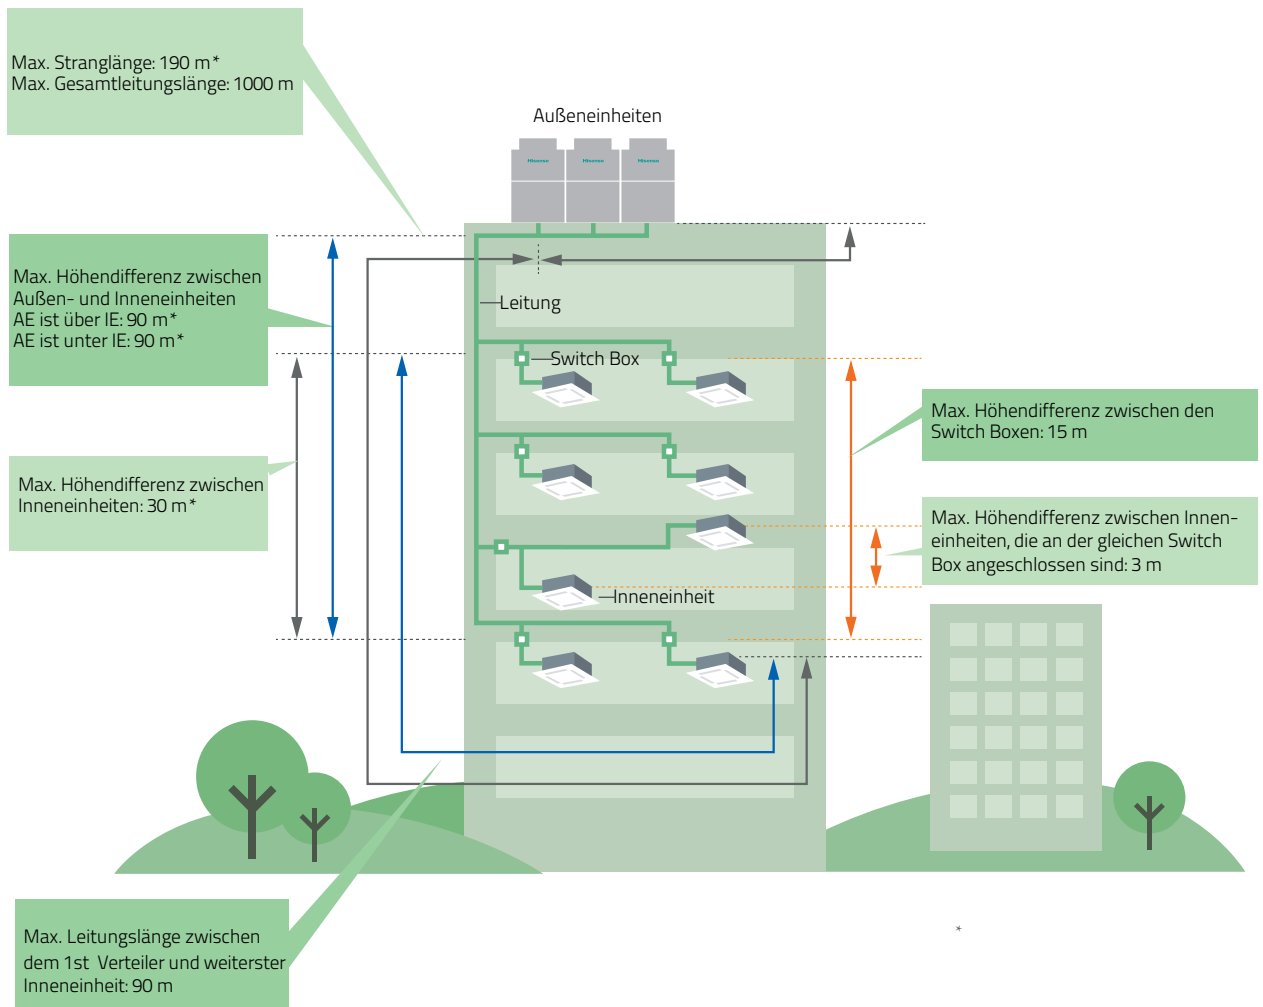 Max. Stranglänge: 190 m*
Max. Gesamtleitungslänge: 1000 m
Außeneinheiten
Hisense
Hisense
Hisense
Max. Höhendifferenz zwischen
Außen- und Inneneinheiten
AE ist über IE: 90 m*
AE ist unter IE: 90 m*
Leitung
Switch Box
Max. Höhendifferenz zwischen den
Switch Boxen: 15 m
Max. Höhendifferenz zwischen
Inneneinheiten: 30 m*
Max. Höhendifferenz zwischen Innen-
einheiten, die an der gleichen Switch
Box angeschlossen sind: 3 m
Inneneinheit
Max. Leitungslänge zwischen
dem 1st Verteiler und weiterster
Inneneinheit: 90 m
*